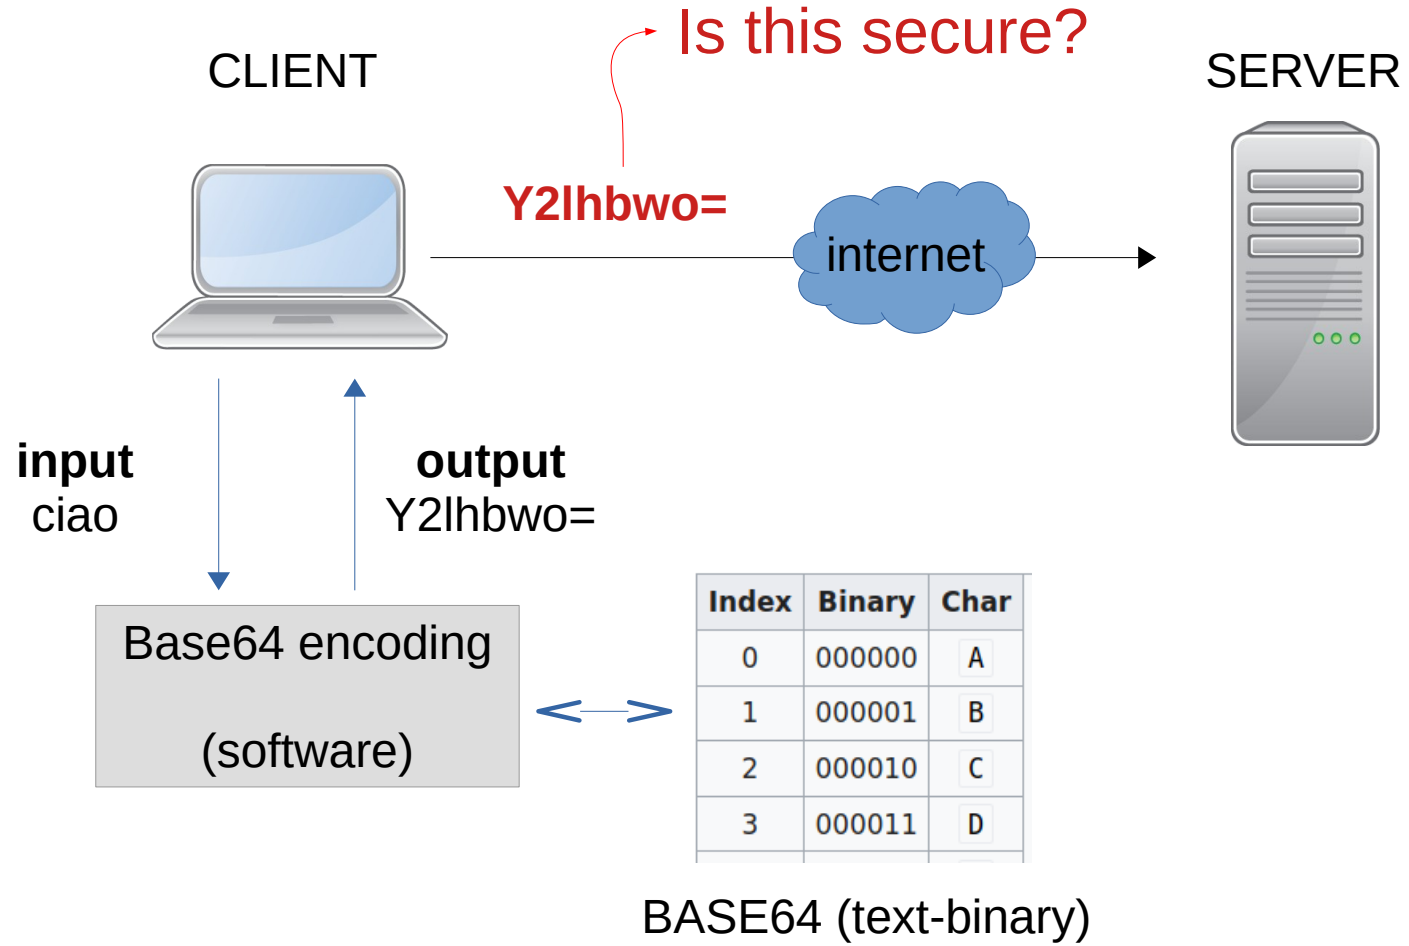 Is this secure?
CLIENT
SERVER
Y2lhbwo=
internet
input
ciao
output
Y2lhbwo=
Base64 encoding
(software)
Index Binary Char
0 000000 A
1 000001 B
2 000010 C
3 000011 D
BASE64 (text-binary)